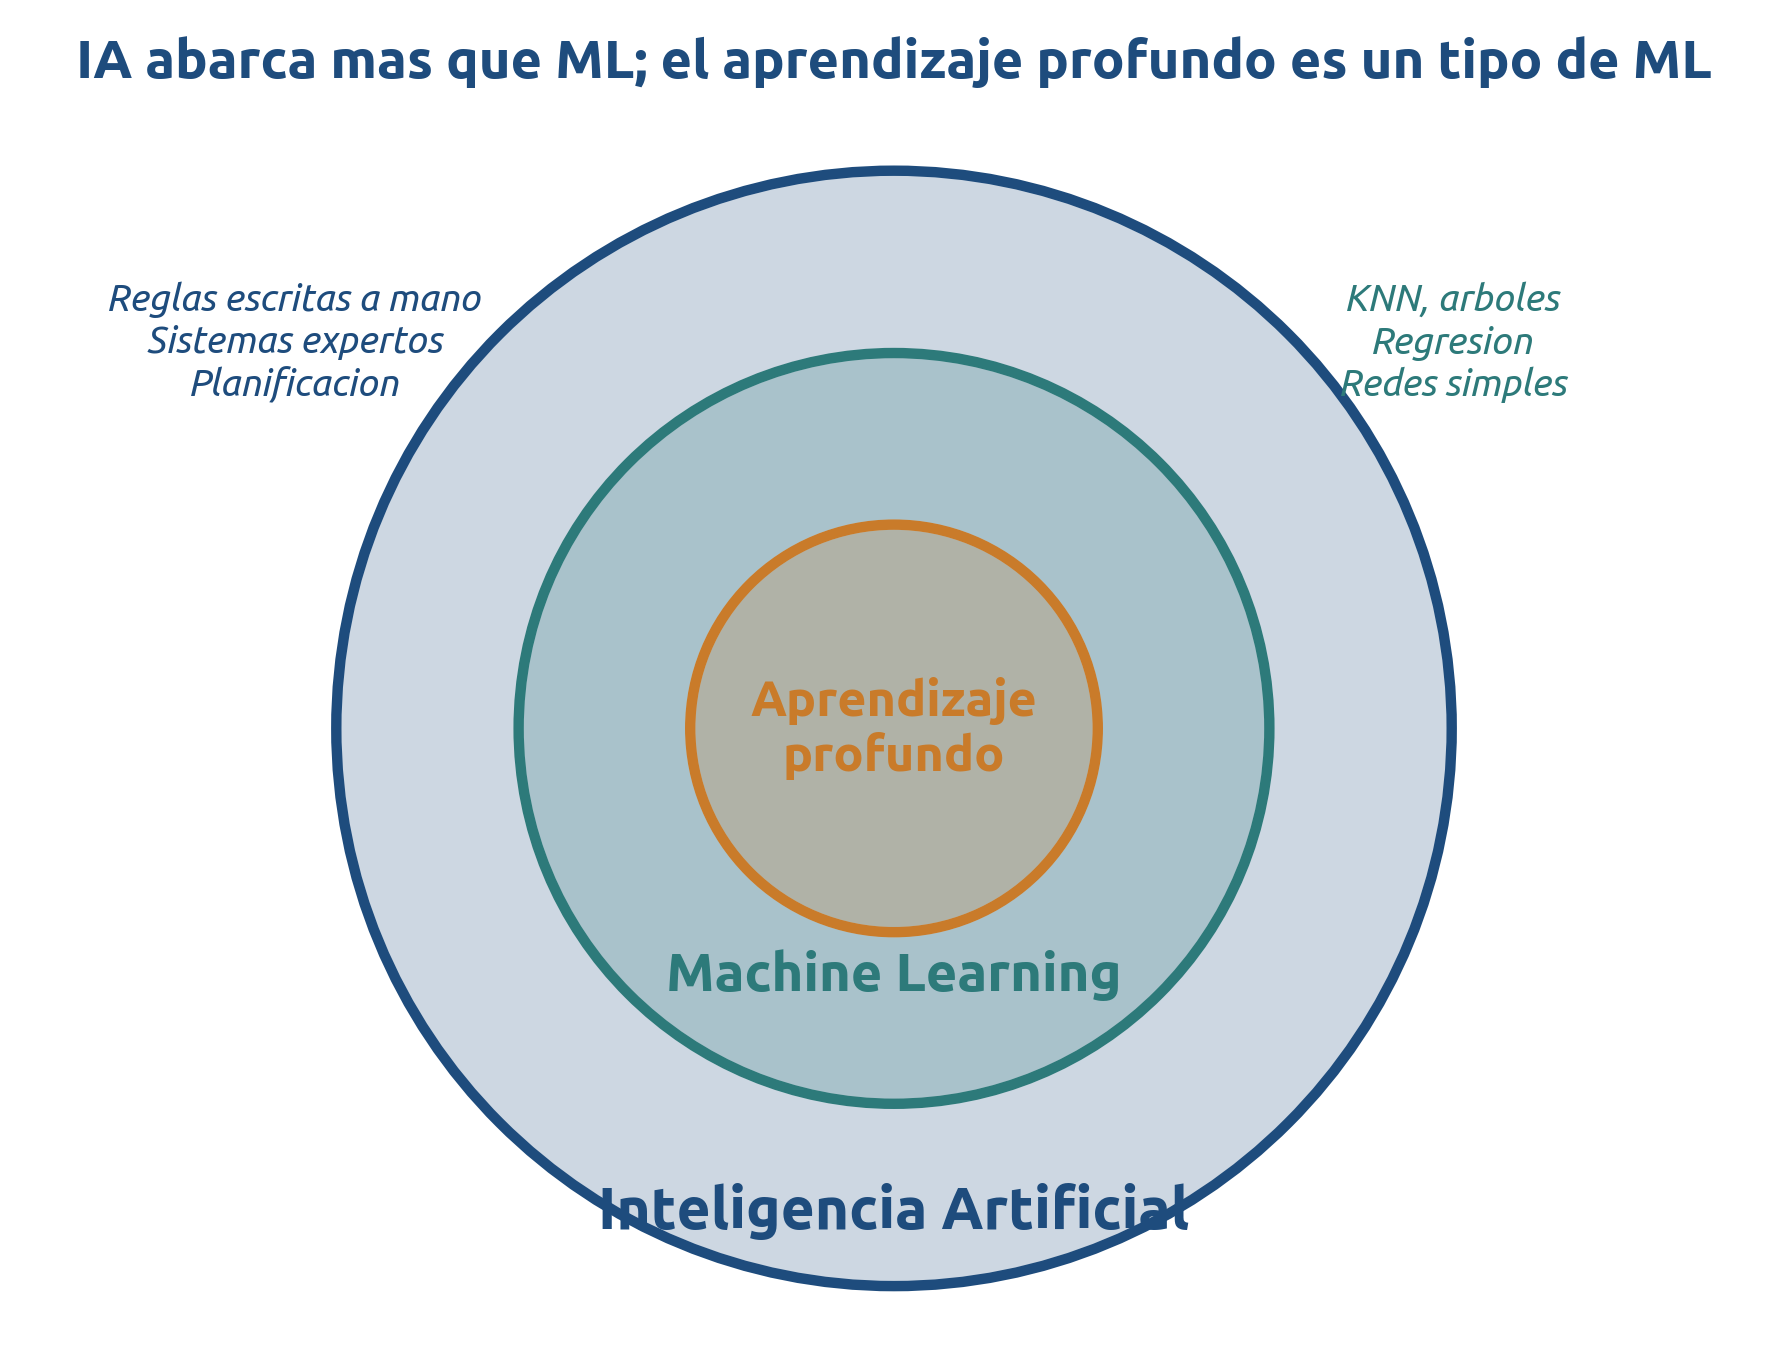 IA abarca mas que ML; el aprendizaje profundo es un tipo de ML
Reglas escritas a mano
Sistemas expertos
Planificacion
KNN, arboles
Regresion
Redes simples
Aprendizaje
profundo
Machine Learning
Inteligencia Artificial